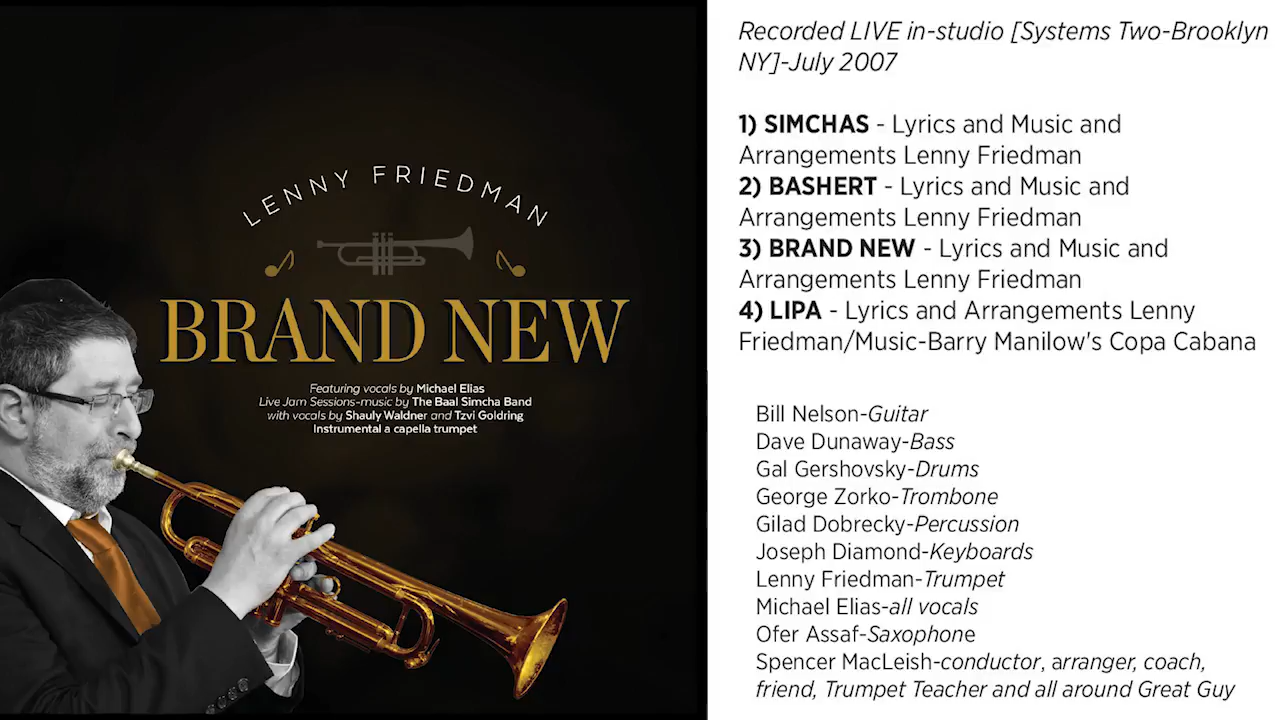 LENNY FRIEDMAN
BRAND NEW
Featuring vocals by Michael Elias
Live Jam Sessions-music by The Baal Simcha Band
with vocals by Shauly Waldner and Tzvi Goldring
Instrumental a capella trumpet
Recorded LIVE in-studio [Systems Two-Brooklyn
NY]-July 2007
1) SIMCHAS - Lyrics and Music and
Arrangements Lenny Friedman
2) BASHERT - Lyrics and Music and
Arrangements Lenny Friedman
3) BRAND NEW - Lyrics and Music and
Arrangements Lenny Friedman
4) LIPA - Lyrics and Arrangements Lenny
Friedman/Music-Barry Manilow's Copa Cabana
Bill Nelson-Guitar
Dave Dunaway-Bass
Gal Gershovsky-Drums
George Zorko-Trombone
Gilad Dobrecky-Percussion
Joseph Diamond-Keyboards
Lenny Friedman-Trumpet
Michael Elias-all vocals
Ofer Assaf-Saxophone
Spencer MacLeish-conductor, arranger, coach,
friend, Trumpet Teacher and all around Great Guy